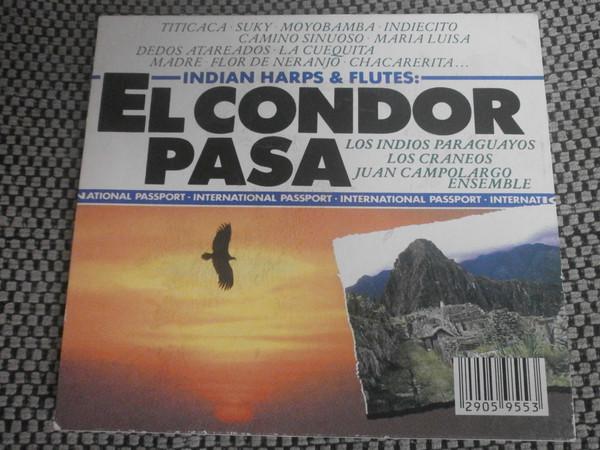 TITICACA · SUKY · MOYOBAMBA · INDIECITO
CAMINO SINUOSO · MARIA LUISA
DEDOS ATAREADOS · LA CUEQUITA
MADRE · FLOR DE NERANJO · CHACARERITA...
INDIAN HARPS & FLUTES:
EL CONDOR
PASA
LOS INDIOS PARAGUAYOS
LOS CRANEOS
JUAN CAMPOLARGO
ENSEMBLE
NATIONAL PASSPORT · INTERNATIONAL PASSPORT · INTERNATIONAL PASSPORT · INTERNATI
2905 9553